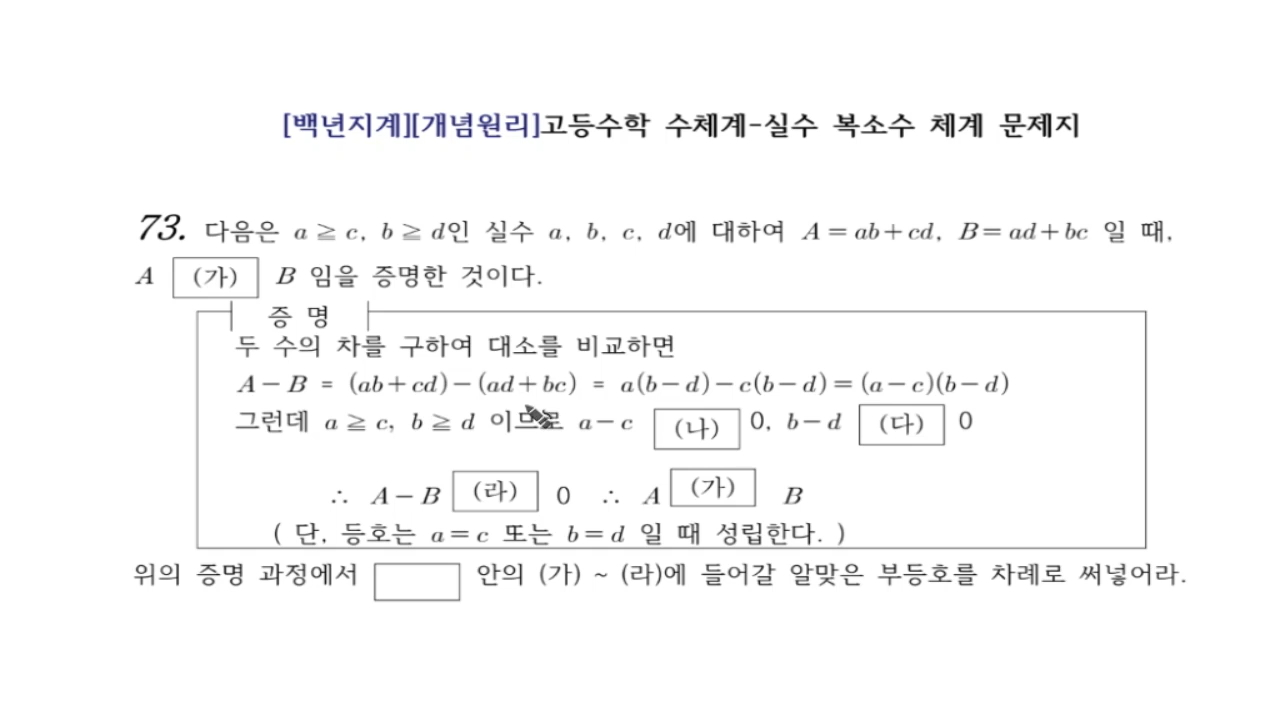 [백년지계][개념원리]고등수학 수체계-실수 복소수 체계 문제지
73. 다음은 a ≧ c, b ≧ d인 실수 a, b, c, d에 대하여 A = ab + cd, B = ad + bc 일 때,
A (가) B 임을 증명한 것이다.
증 명
두 수의 차를 구하여 대소를 비교하면
A − B = (ab + cd) − (ad + bc) = a(b − d) − c(b − d) = (a − c)(b − d)
그런데 a ≧ c, b ≧ d 이므로 a − c (나) 0, b − d (다) 0
∴ A − B (라) 0 ∴ A (가) B
( 단, 등호는 a = c 또는 b = d 일 때 성립한다. )
위의 증명 과정에서 안의 (가) ~ (라)에 들어갈 알맞은 부등호를 차례로 써넣어라.